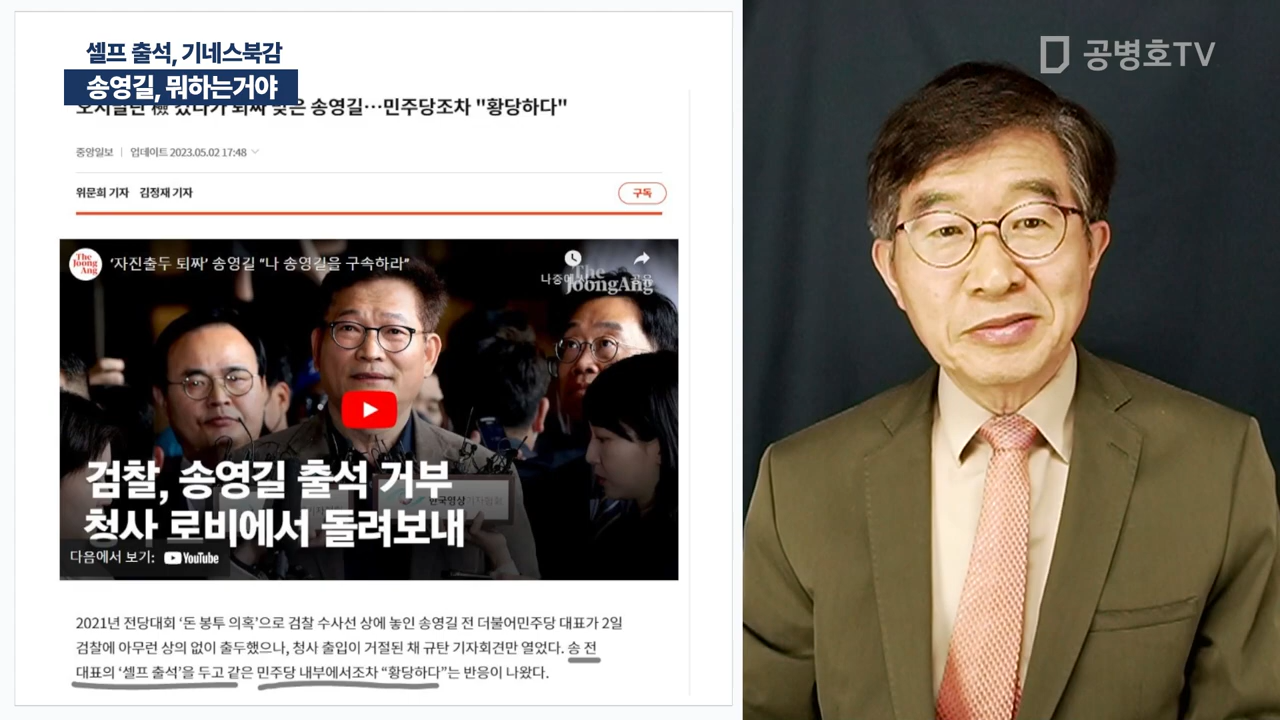 셀프 출석, 기네스북감
송영길, 뭐하는거야
공병호TV
송영길…민주당조차 "황당하다"
중앙일보 | 업데이트 2023.05.02 17:48
위문희 기자 김정재 기자
구독
The JoongAng
'자진출두 퇴짜' 송영길 "나 송영길을 구속하라"
The JoongAng
검찰, 송영길 출석 거부
청사 로비에서 돌려보내
다음에서 보기: YouTube
2021년 전당대회 '돈 봉투 의혹'으로 검찰 수사선 상에 놓인 송영길 전 더불어민주당 대표가 2일
검찰에 아무런 상의 없이 출두했으나, 청사 출입이 거절된 채 규탄 기자회견만 열었다. 송 전
대표의 '셀프 출석'을 두고 같은 민주당 내부에서조차 "황당하다"는 반응이 나왔다.